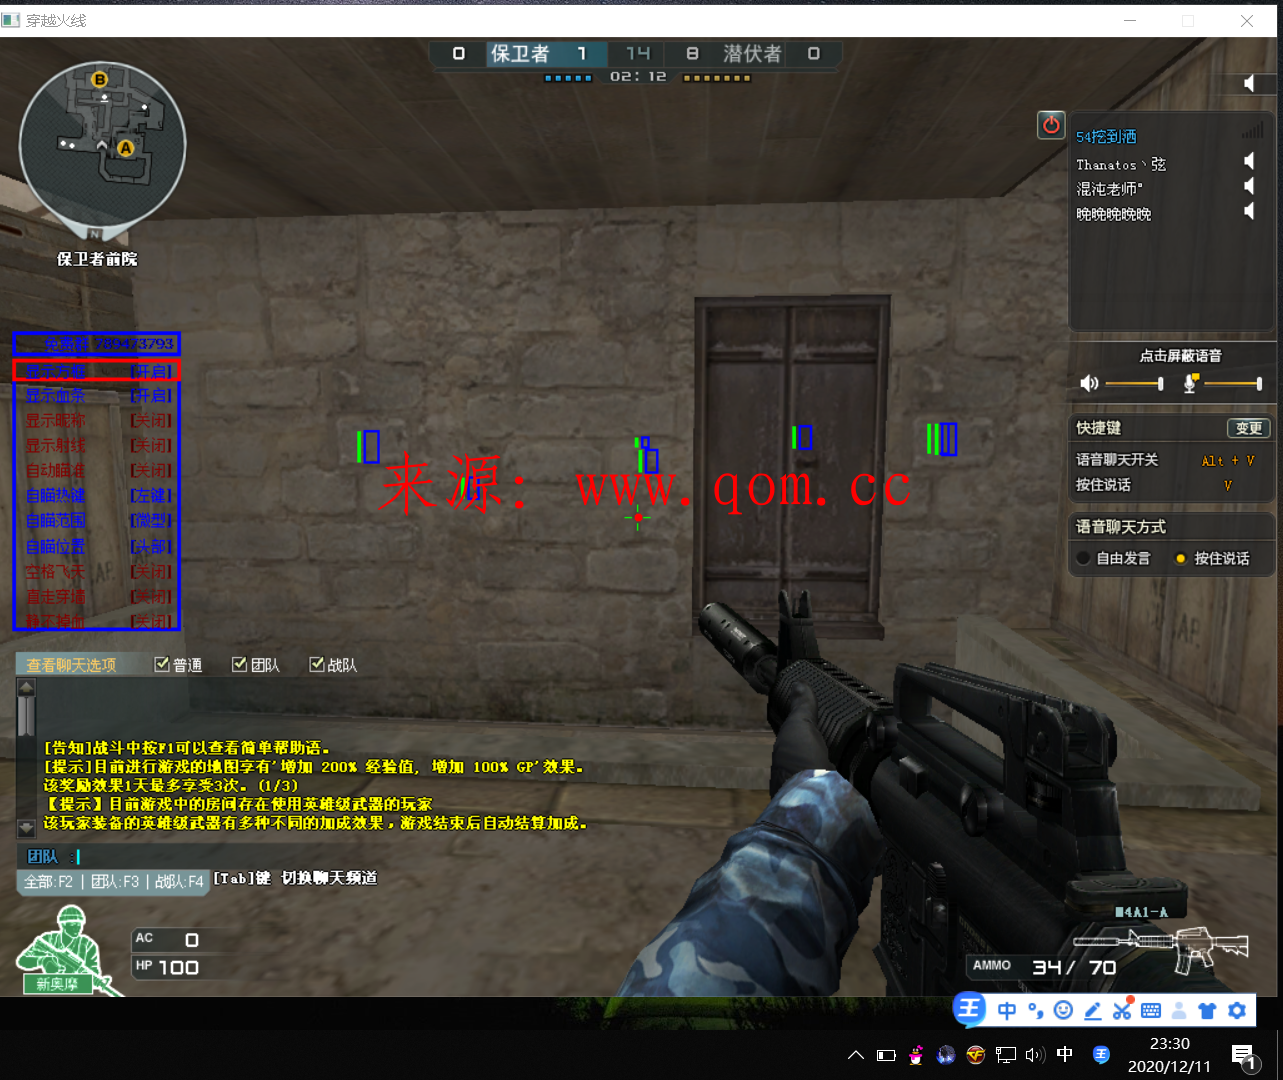 穿越火线
0 保卫者 1 14 8 潜伏者 0
02:12
B
A
N
保卫者前院
54挖到洒
Thanatos丶弦
混沌老师°
晚晚晚晚晚
点击屏蔽语音
快捷键 变更
语音聊天开关 Alt + V
按住说话 V
语音聊天方式
自由发言 按住说话
免费群 789473793
显示方框 [开启]
显示血条 [开启]
显示昵称 [关闭]
显示射线 [关闭]
自动瞄准 [关闭]
自瞄热键 [左键]
自瞄范围 [微型]
自瞄位置 [头部]
空格飞天 [关闭]
直走穿墙 [关闭]
静不掉血 [关闭]
来源：www.qom.cc
查看聊天选项 普通 团队 战队
[告知]战斗中按F1可以查看简单帮助语。
[提示]目前进行游戏的地图享有'增加 200% 经验值, 增加 100% GP'效果。
该奖励效果1天最多享受3次。(1/3)
【提示】目前游戏中的房间存在使用英雄级武器的玩家
该玩家装备的英雄级武器有多种不同的加成效果,游戏结束后自动结算加成。
团队 :
全部:F2 | 团队:F3 | 战队:F4 [Tab]键 切换聊天频道
AC 0
HP 100
新奥摩
M4A1-A
AMMO 34/ 70
王 中
中 王
23:30
2020/12/11
1